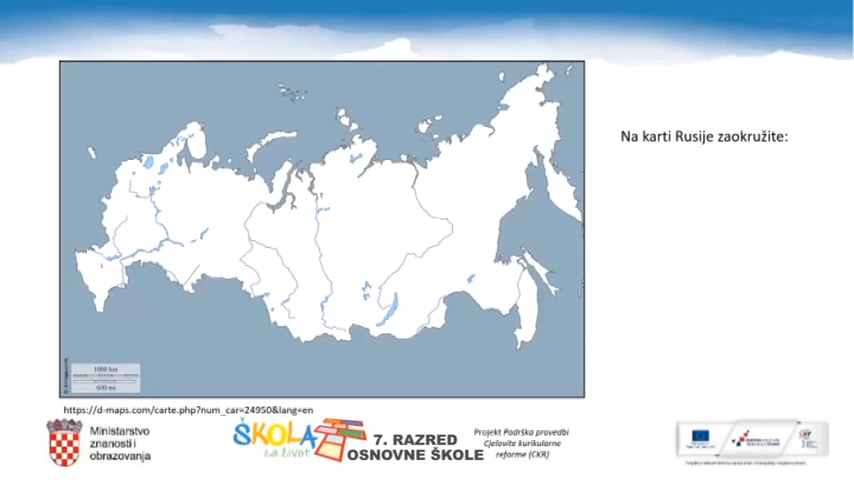 Na karti Rusije zaokružite:
1000 km
600 mi
https://d-maps.com/carte.php?num_car=24950&lang=en
Ministarstvo
znanosti i
obrazovanja
ŠKOLA
za život
7. RAZRED
OSNOVNE ŠKOLE
Projekt Podrška provedbi
Cjelovite kurikularne
reforme (CKR)